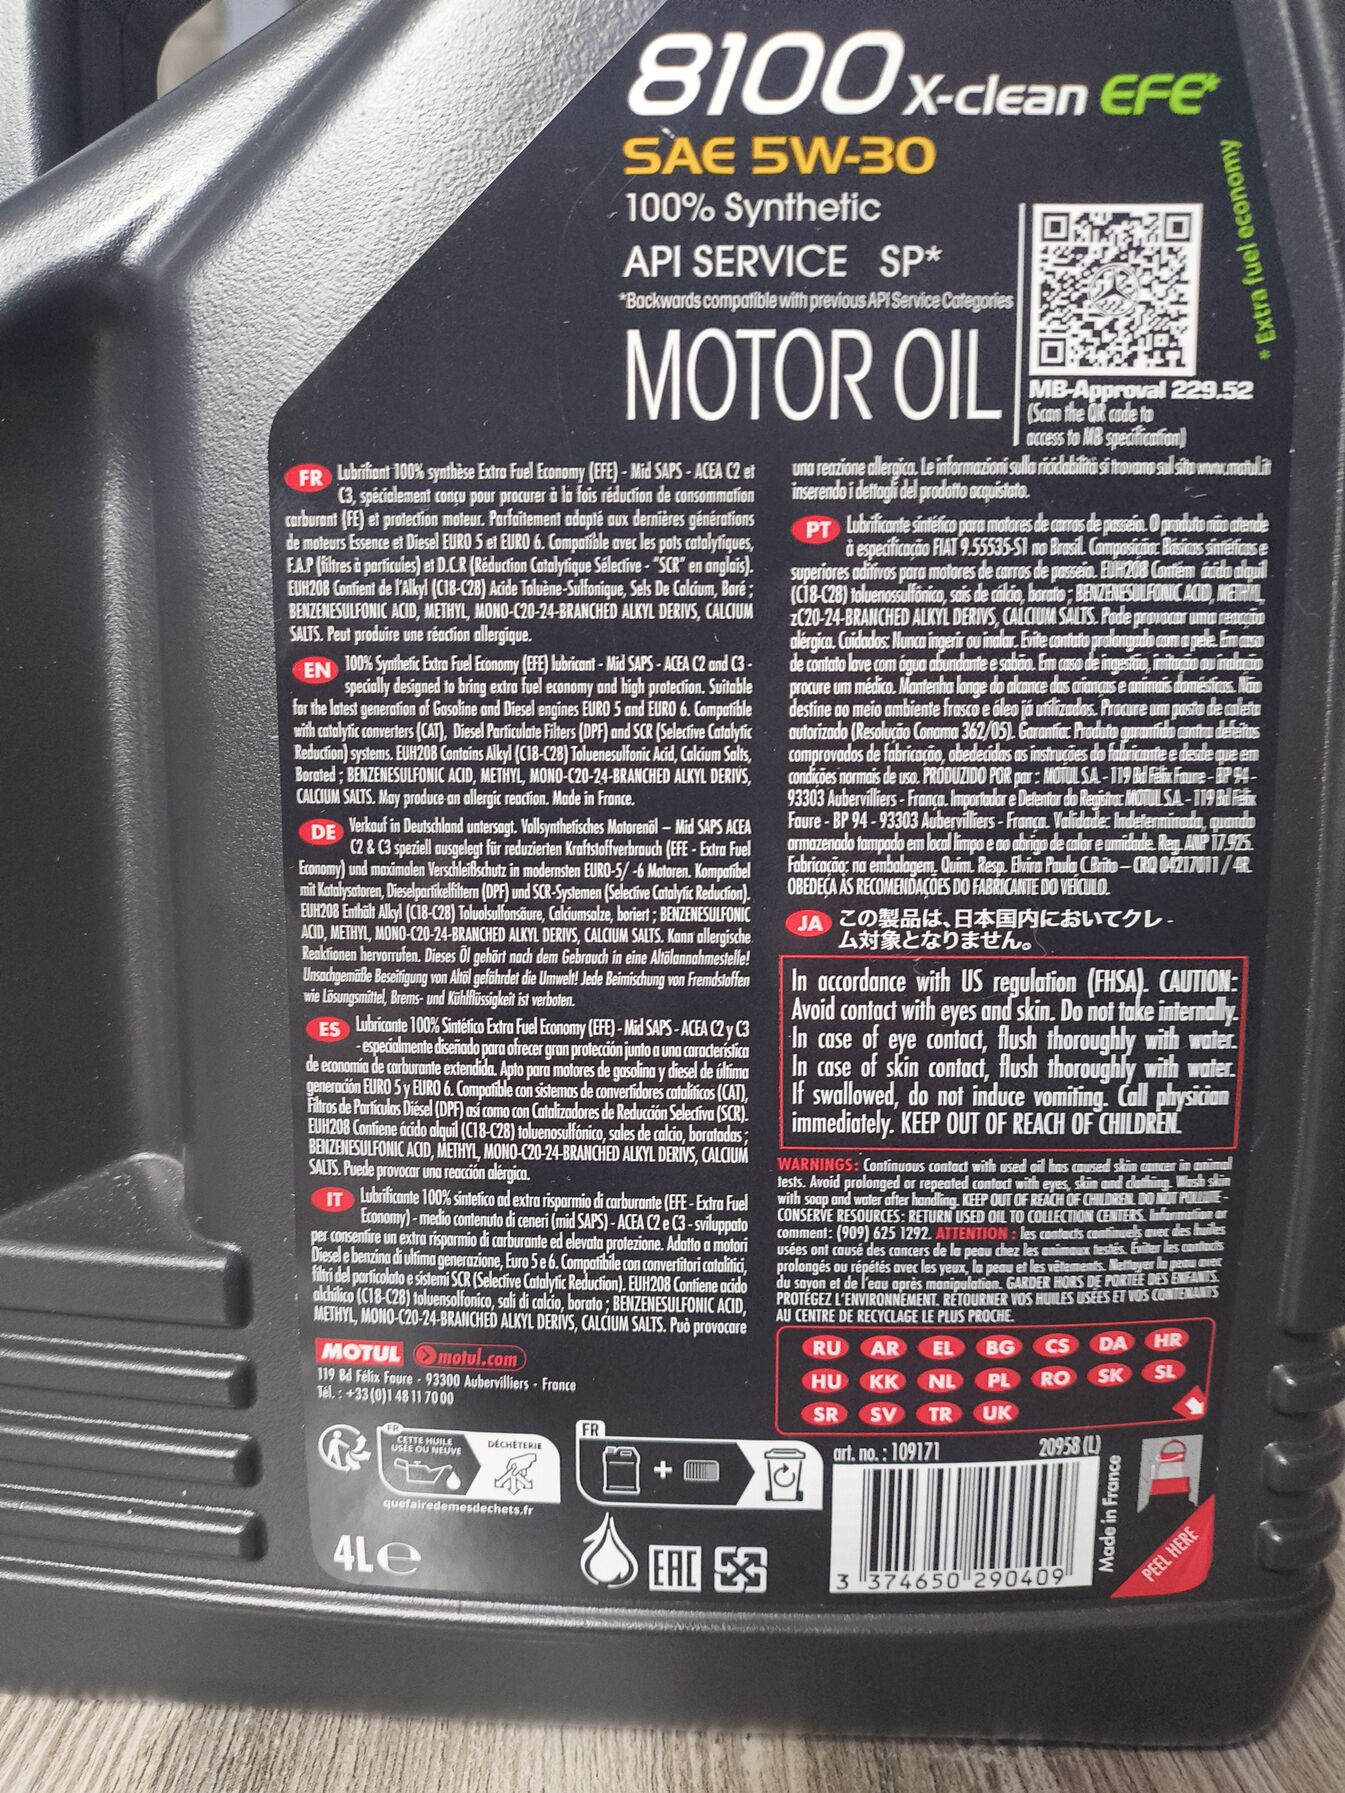 8100 X-clean EFE*
SAE 5W-30
100% Synthetic
API SERVICE SP*
*Backwards compatible with previous API Service Categories
MOTOR OIL
* Extra fuel economy
MB-Approval 229.52
(Scan the QR code to
access to MB specification)
FR Lubrifiant 100% synthèse Extra Fuel Economy (EFE) - Mid SAPS - ACEA C2 et
C3, spécialement conçu pour procurer à la fois réduction de consommation
carburant (FE) et protection moteur. Parfaitement adapté aux dernières générations
de moteurs Essence et Diesel EURO 5 et EURO 6. Compatible avec les pots catalytiques,
F.A.P (filtres à particules) et D.C.R (Réduction Catalytique Sélective - "SCR" en anglais).
EUH208 Contient de l'Alkyl (C18-C28) Acide Toluène-Sulfonique, Sels De Calcium, Boré ;
BENZENESULFONIC ACID, METHYL, MONO-C20-24-BRANCHED ALKYL DERIVS, CALCIUM
SALTS. Peut produire une réaction allergique.
EN 100% Synthetic Extra Fuel Economy (EFE) lubricant - Mid SAPS - ACEA C2 and C3 -
specially designed to bring extra fuel economy and high protection. Suitable
for the latest generation of Gasoline and Diesel engines EURO 5 and EURO 6. Compatible
with catalytic converters (CAT), Diesel Particulate Filters (DPF) and SCR (Selective Catalytic
Reduction) systems. EUH208 Contains Alkyl (C18-C28) Toluenesulfonic Acid, Calcium Salts,
Borated ; BENZENESULFONIC ACID, METHYL, MONO-C20-24-BRANCHED ALKYL DERIVS,
CALCIUM SALTS. May produce an allergic reaction. Made in France.
DE Verkauf in Deutschland untersagt. Vollsynthetisches Motorenöl – Mid SAPS ACEA
C2 & C3 speziell ausgelegt für reduzierten Kraftstoffverbrauch (EFE - Extra Fuel
Economy) und maximalen Verschleißschutz in modernsten EURO-5/ -6 Motoren. Kompatibel
mit Katalysatoren, Dieselpartikelfiltern (DPF) und SCR-Systemen (Selective Catalytic Reduction).
EUH208 Enthält Alkyl (C18-C28) Toluolsulfonsäure, Calciumsalze, boriert ; BENZENESULFONIC
ACID, METHYL, MONO-C20-24-BRANCHED ALKYL DERIVS, CALCIUM SALTS. Kann allergische
Reaktionen hervorrufen. Dieses Öl gehört nach dem Gebrauch in eine Altölannahmestelle!
Unsachgemäße Beseitigung von Altöl gefährdet die Umwelt! Jede Beimischung von Fremdstoffen
wie Lösungsmittel, Brems- und Kühlflüssigkeit ist verboten.
ES Lubricante 100% Sintético Extra Fuel Economy (EFE) - Mid SAPS - ACEA C2 y C3
- especialmente diseñado para ofrecer gran protección junto a una característica
de economía de carburante extendida. Apto para motores de gasolina y diesel de última
generación EURO 5 y EURO 6. Compatible con sistemas de convertidores catalíticos (CAT),
Filtros de Partículas Diésel (DPF) así como con Catalizadores de Reducción Selectiva (SCR).
EUH208 Contiene ácido alquil (C18-C28) toluenosulfónico, sales de calcio, boratadas ;
BENZENESULFONIC ACID, METHYL, MONO-C20-24-BRANCHED ALKYL DERIVS, CALCIUM
SALTS. Puede provocar una reacción alérgica.
IT Lubrificante 100% sintetico ad extra risparmio di carburante (EFE - Extra Fuel
Economy) - medio contenuto di ceneri (mid SAPS) - ACEA C2 e C3 - sviluppato
per consentire un extra risparmio di carburante ed elevata protezione. Adatto a motori
Diesel e benzina di ultima generazione, Euro 5 e 6. Compatibile con convertitori catalitici,
filtri del particolato e sistemi SCR (Selective Catalytic Reduction). EUH208 Contiene acido
alchilico (C18-C28) toluensolfonico, sali di calcio, borato ; BENZENESULFONIC ACID,
METHYL, MONO-C20-24-BRANCHED ALKYL DERIVS, CALCIUM SALTS. Può provocare
una reazione allergica. Le informazioni sulla riciclabilità si trovano sul sito www.motul.it
inserendo i dettagli del prodotto acquistato.
PT Lubrificante sintético para motores de carros de passeio. O produto não atende
à especificação FIAT 9.55535-S1 no Brasil. Composição: Básicos sintéticos e
superiores aditivos para motores de carros de passeio. EUH208 Contém ácido alquil
(C18-C28) toluenossulfónico, sais de cálcio, borato ; BENZENESULFONIC ACID, METHYL,
zC20-24-BRANCHED ALKYL DERIVS, CALCIUM SALTS. Pode provocar uma reacção
alérgica. Cuidados: Nunca ingerir ou inalar. Evite contato prolongado com a pele. Em caso
de contato lave com água abundante e sabão. Em caso de ingestão, irritação ou inalação
procure um médico. Mantenha longe do alcance das crianças e animais domésticos. Não
destine ao meio ambiente frasco e óleo já utilizados. Procure um posto de coleta
autorizado (Resolução Conama 362/05). Garantia: Produto garantido contra defeitos
comprovados de fabricação, obedecidas as instruções do fabricante e desde que em
condições normais de uso. PRODUZIDO POR par : MOTUL S.A. - 119 Bd Félix Faure - BP 94 -
93303 Aubervilliers - França. Importador e Detentor do Registro: MOTUL S.A. - 119 Bd Félix
Faure - BP 94 - 93303 Aubervilliers - França. Validade: Indeterminada, quando
armazenado tampado em local limpo e ao abrigo de calor e umidade. Reg. ANP 17.925.
Fabricação: na embalagem. Quim. Resp. Elvira Paula C.Brito – CRQ 04217011 / 4R.
OBEDEÇA ÀS RECOMENDAÇÕES DO FABRICANTE DO VEÍCULO.
JA この製品は、日本国内においてクレ -
ム対象となりません。
In accordance with US regulation (FHSA). CAUTION:
Avoid contact with eyes and skin. Do not take internally.
In case of eye contact, flush thoroughly with water.
In case of skin contact, flush thoroughly with water.
If swallowed, do not induce vomiting. Call physician
immediately. KEEP OUT OF REACH OF CHILDREN.
WARNINGS: Continuous contact with used oil has caused skin cancer in animal
tests. Avoid prolonged or repeated contact with eyes, skin and clothing. Wash skin
with soap and water after handling. KEEP OUT OF REACH OF CHILDREN. DO NOT POLLUTE -
CONSERVE RESOURCES: RETURN USED OIL TO COLLECTION CENTERS. Information or
comment: (909) 625 1292. ATTENTION : les contacts continuels avec des huiles
usées ont causé des cancers de la peau chez les animaux testés. Éviter les contacts
prolongés ou répétés avec les yeux, la peau et les vêtements. Nettoyer la peau avec
du savon et de l'eau après manipulation. GARDER HORS DE PORTÉE DES ENFANTS.
PROTÉGEZ L'ENVIRONNEMENT. RETOURNER VOS HUILES USÉES ET VOS CONTENANTS
AU CENTRE DE RECYCLAGE LE PLUS PROCHE.
RU AR EL BG CS DA HR
HU KK NL PL RO SK SL
SR SV TR UK
MOTUL motul.com
119 Bd Félix Faure - 93300 Aubervilliers - France
Tél. : +33 (0)1 48 11 70 00
FR
CETTE HUILE
USÉE OU NEUVE
DÉCHÈTERIE
quefairedemesdechets.fr
FR
+
4L e
EAC
art. no. : 109171 20958 (L)
3 374650 290409
Made in France
PEEL HERE